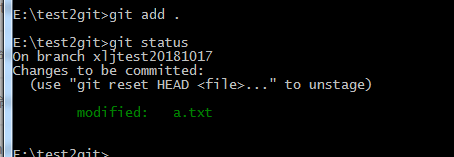 E:\test2git>git add .
E:\test2git>git status
On branch xljtest20181017
Changes to be committed:
(use "git reset HEAD <file>..." to unstage)
modified: a.txt
E:\test2git>